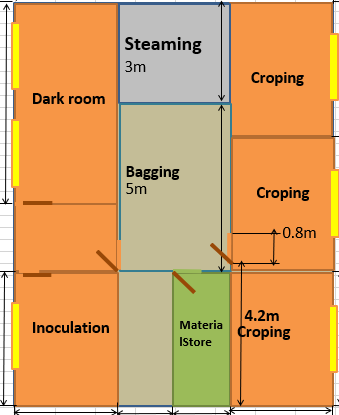 Steaming
3m
Croping
Dark room
Bagging
5m
Croping
0.8m
Inoculation
Materia
lStore
4.2m
Croping